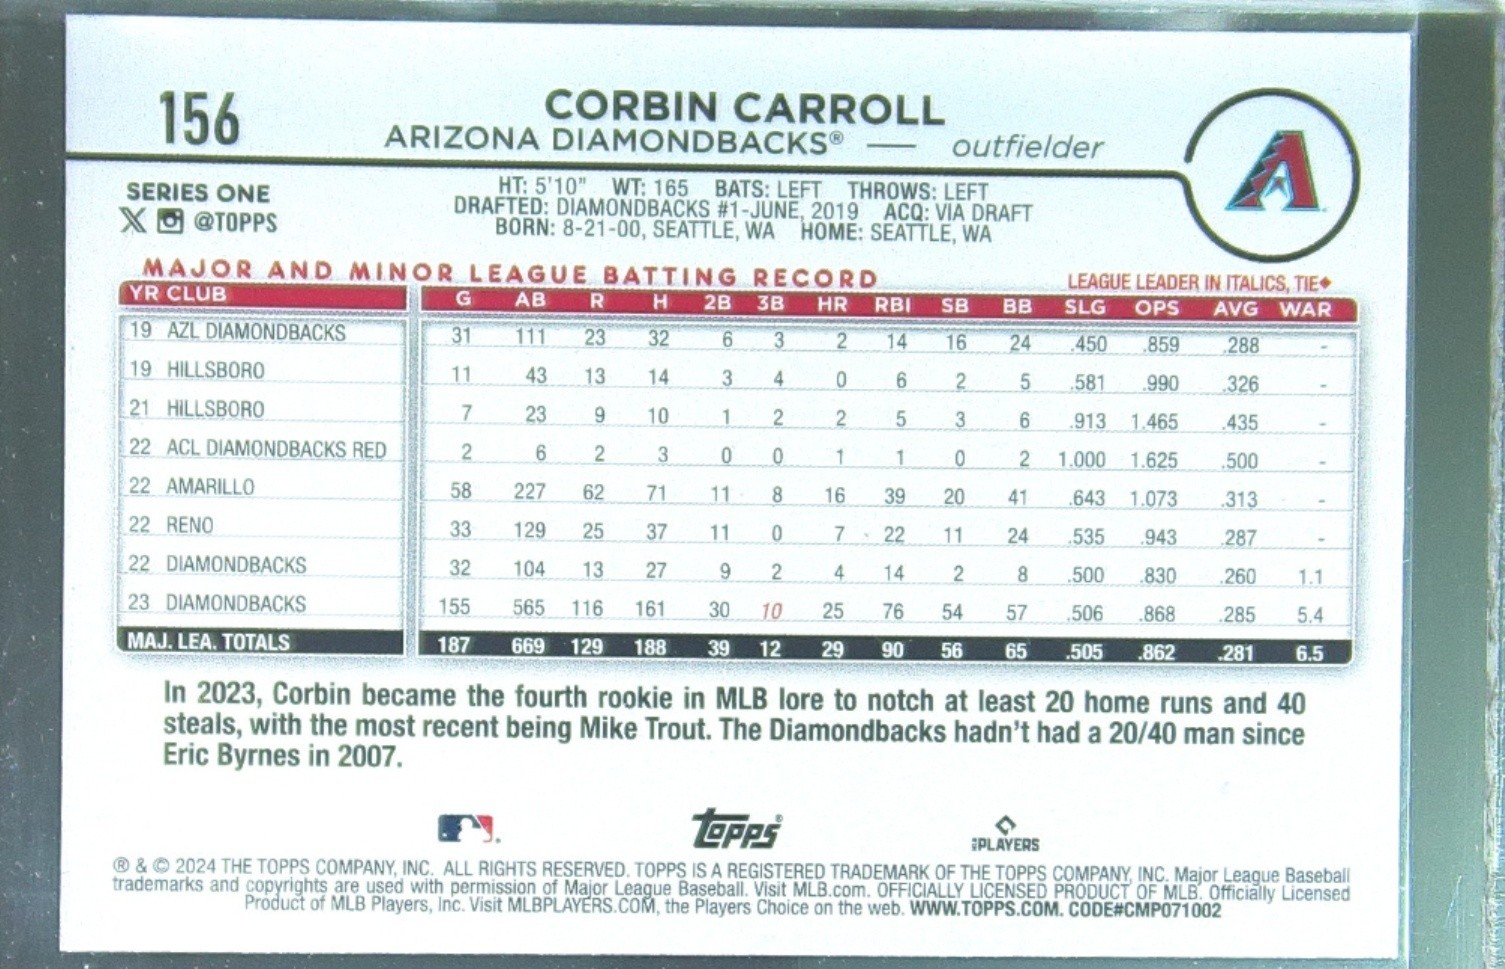 156
CORBIN CARROLL
ARIZONA DIAMONDBACKS® — outfielder
A
SERIES ONE
@TOPPS
HT: 5'10" WT: 165 BATS: LEFT THROWS: LEFT
DRAFTED: DIAMONDBACKS #1-JUNE, 2019 ACQ: VIA DRAFT
BORN: 8-21-00, SEATTLE, WA HOME: SEATTLE, WA
MAJOR AND MINOR LEAGUE BATTING RECORD LEAGUE LEADER IN ITALICS, TIE♦
YR CLUB G AB R H 2B 3B HR RBI SB BB SLG OPS AVG WAR
19 AZL DIAMONDBACKS 31 111 23 32 6 3 2 14 16 24 .450 .859 .288 -
19 HILLSBORO 11 43 13 14 3 4 0 6 2 5 .581 .990 .326 -
21 HILLSBORO 7 23 9 10 1 2 2 5 3 6 .913 1.465 .435 -
22 ACL DIAMONDBACKS RED 2 6 2 3 0 0 1 1 0 2 1.000 1.625 .500 -
22 AMARILLO 58 227 62 71 11 8 16 39 20 41 .643 1.073 .313 -
22 RENO 33 129 25 37 11 0 7 22 11 24 .535 .943 .287 -
22 DIAMONDBACKS 32 104 13 27 9 2 4 14 2 8 .500 .830 .260 1.1
23 DIAMONDBACKS 155 565 116 161 30 10 25 76 54 57 .506 .868 .285 5.4
MAJ. LEA. TOTALS 187 669 129 188 39 12 29 90 56 65 .505 .862 .281 6.5
In 2023, Corbin became the fourth rookie in MLB lore to notch at least 20 home runs and 40
steals, with the most recent being Mike Trout. The Diamondbacks hadn't had a 20/40 man since
Eric Byrnes in 2007.
Topps®
MLB PLAYERS
® & © 2024 THE TOPPS COMPANY, INC. ALL RIGHTS RESERVED. TOPPS IS A REGISTERED TRADEMARK OF THE TOPPS COMPANY, INC. Major League Baseball
trademarks and copyrights are used with permission of Major League Baseball. Visit MLB.com. OFFICIALLY LICENSED PRODUCT OF MLB. Officially Licensed
Product of MLB Players, Inc. Visit MLBPLAYERS.COM, the Players Choice on the web. WWW.TOPPS.COM. CODE#CMP071002